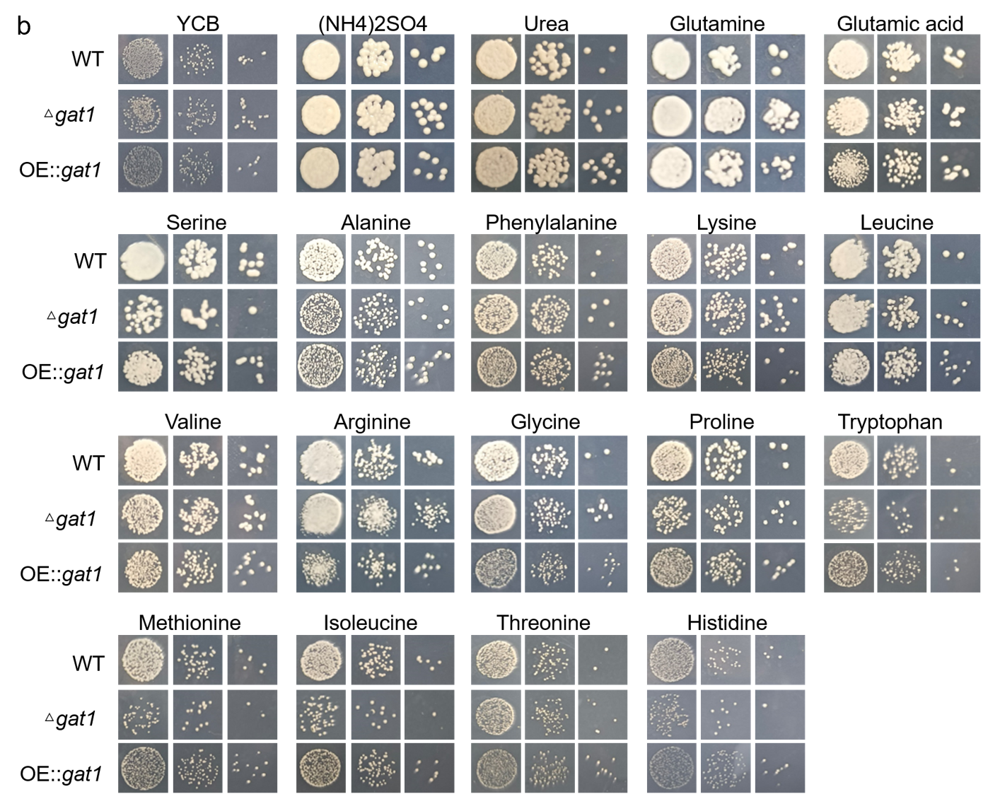 b
YCB (NH4)2SO4 Urea Glutamine Glutamic acid
WT
△gat1
OE::gat1
Serine Alanine Phenylalanine Lysine Leucine
WT
△gat1
OE::gat1
Valine Arginine Glycine Proline Tryptophan
WT
△gat1
OE::gat1
Methionine Isoleucine Threonine Histidine
WT
△gat1
OE::gat1